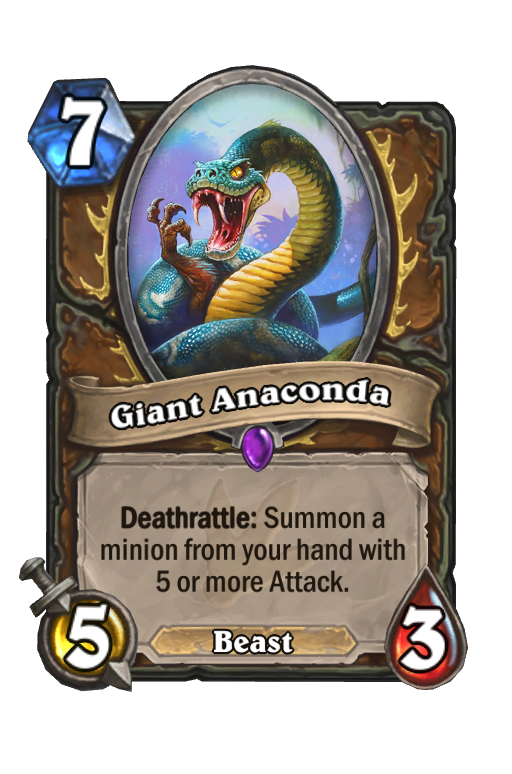 7
Giant Anaconda
Deathrattle: Summon a
minion from your hand with
5 or more Attack.
5
Beast
3